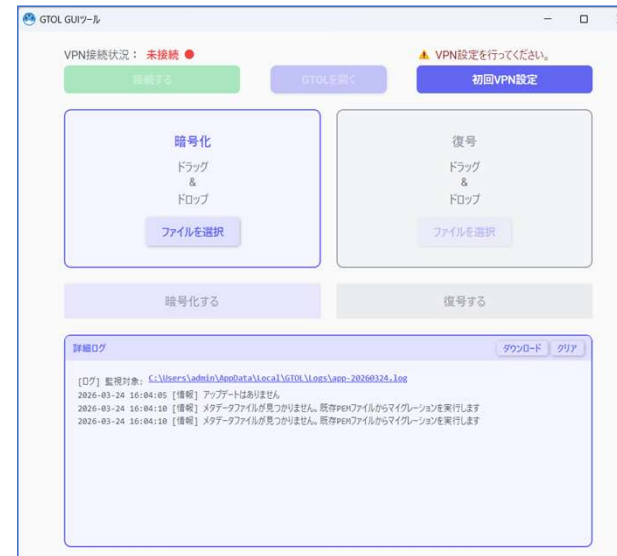 GTOL GUIツール
VPN接続状況： 未接続
VPN設定を行ってください。
接続する
GTOLを開く
初回VPN設定
暗号化
ドラッグ
&
ドロップ
ファイルを選択
復号
ドラッグ
&
ドロップ
ファイルを選択
暗号化する
復号する
詳細ログ
ダウンロード
クリア
[ログ] 監視対象: C:\Users\admin\AppData\Local\GTOL\Logs\app-20260324.log
2026-03-24 16:04:05 [情報] アップデートはありません
2026-03-24 16:04:10 [情報] メタデータファイルが見つかりません。既存PEMファイルからマイグレーションを実行します
2026-03-24 16:04:10 [情報] メタデータファイルが見つかりません。既存PEMファイルからマイグレーションを実行します